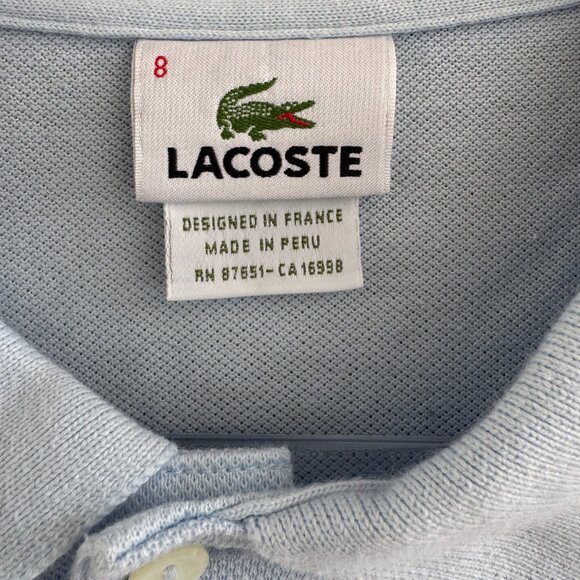 8
LACOSTE
DESIGNED IN FRANCE
MADE IN PERU
RN 87651-CA 16998